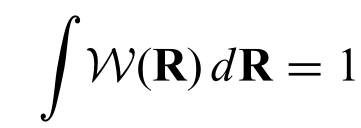 ∫ 𝒲(𝐑) d𝐑 = 1